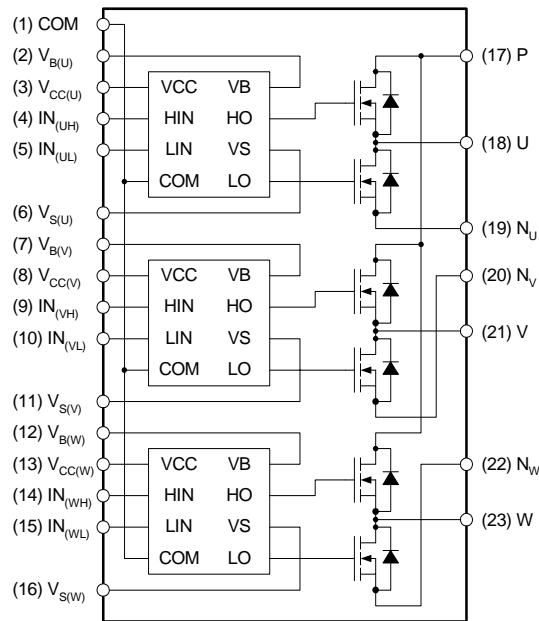 (1) COM
(2) V_B(U)
(3) V_CC(U)
(4) IN_(UH)
(5) IN_(UL)
(6) V_S(U)
(7) V_B(V)
(8) V_CC(V)
(9) IN_(VH)
(10) IN_(VL)
(11) V_S(V)
(12) V_B(W)
(13) V_CC(W)
(14) IN_(WH)
(15) IN_(WL)
(16) V_S(W)
VCC VB
HIN HO
LIN VS
COM LO
VCC VB
HIN HO
LIN VS
COM LO
VCC VB
HIN HO
LIN VS
COM LO
(17) P
(18) U
(19) N_U
(20) N_V
(21) V
(22) N_W
(23) W